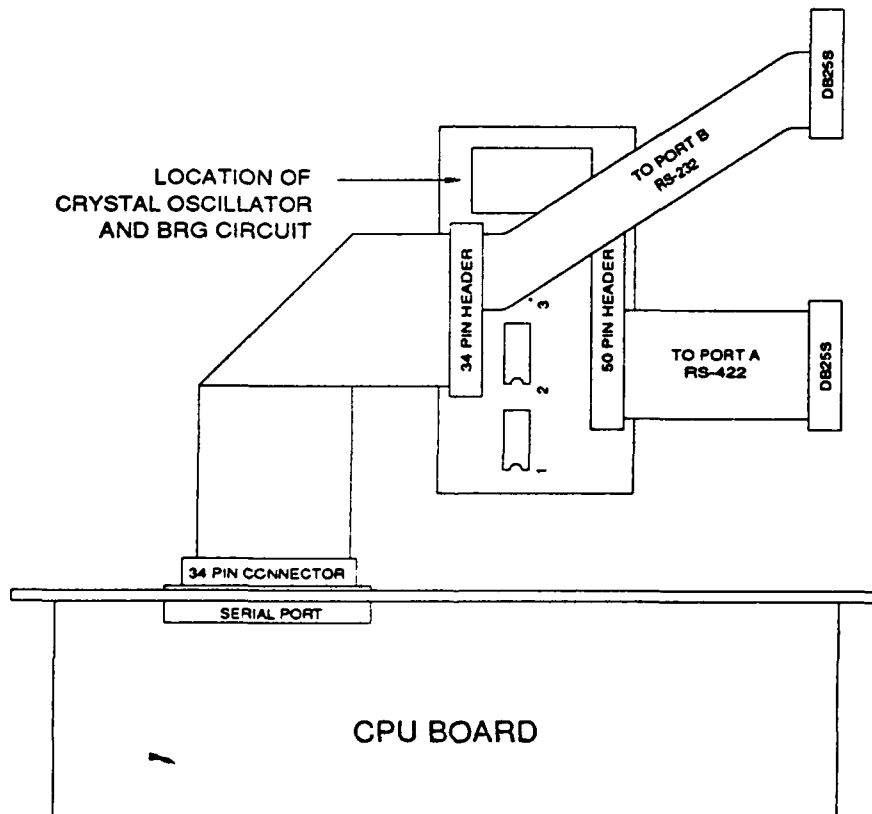 DB25S
TO PORT B
RS-232
LOCATION OF
CRYSTAL OSCILLATOR
AND BRG CIRCUIT
34 PIN HEADER
50 PIN HEADER
3
2
1
TO PORT A
RS-422
DB25S
34 PIN CONNECTOR
SERIAL PORT
CPU BOARD